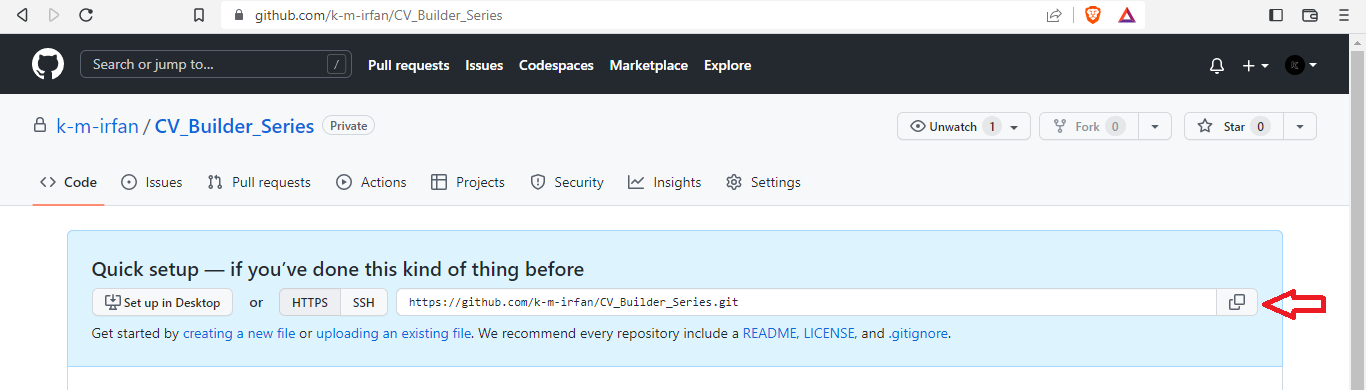 github.com/k-m-irfan/CV_Builder_Series
Search or jump to... / Pull requests Issues Codespaces Marketplace Explore
k-m-irfan / CV_Builder_Series Private Unwatch 1 Fork 0 Star 0
Code Issues Pull requests Actions Projects Security Insights Settings
Quick setup — if you’ve done this kind of thing before
Set up in Desktop or HTTPS SSH https://github.com/k-m-irfan/CV_Builder_Series.git
Get started by creating a new file or uploading an existing file. We recommend every repository include a README, LICENSE, and .gitignore.